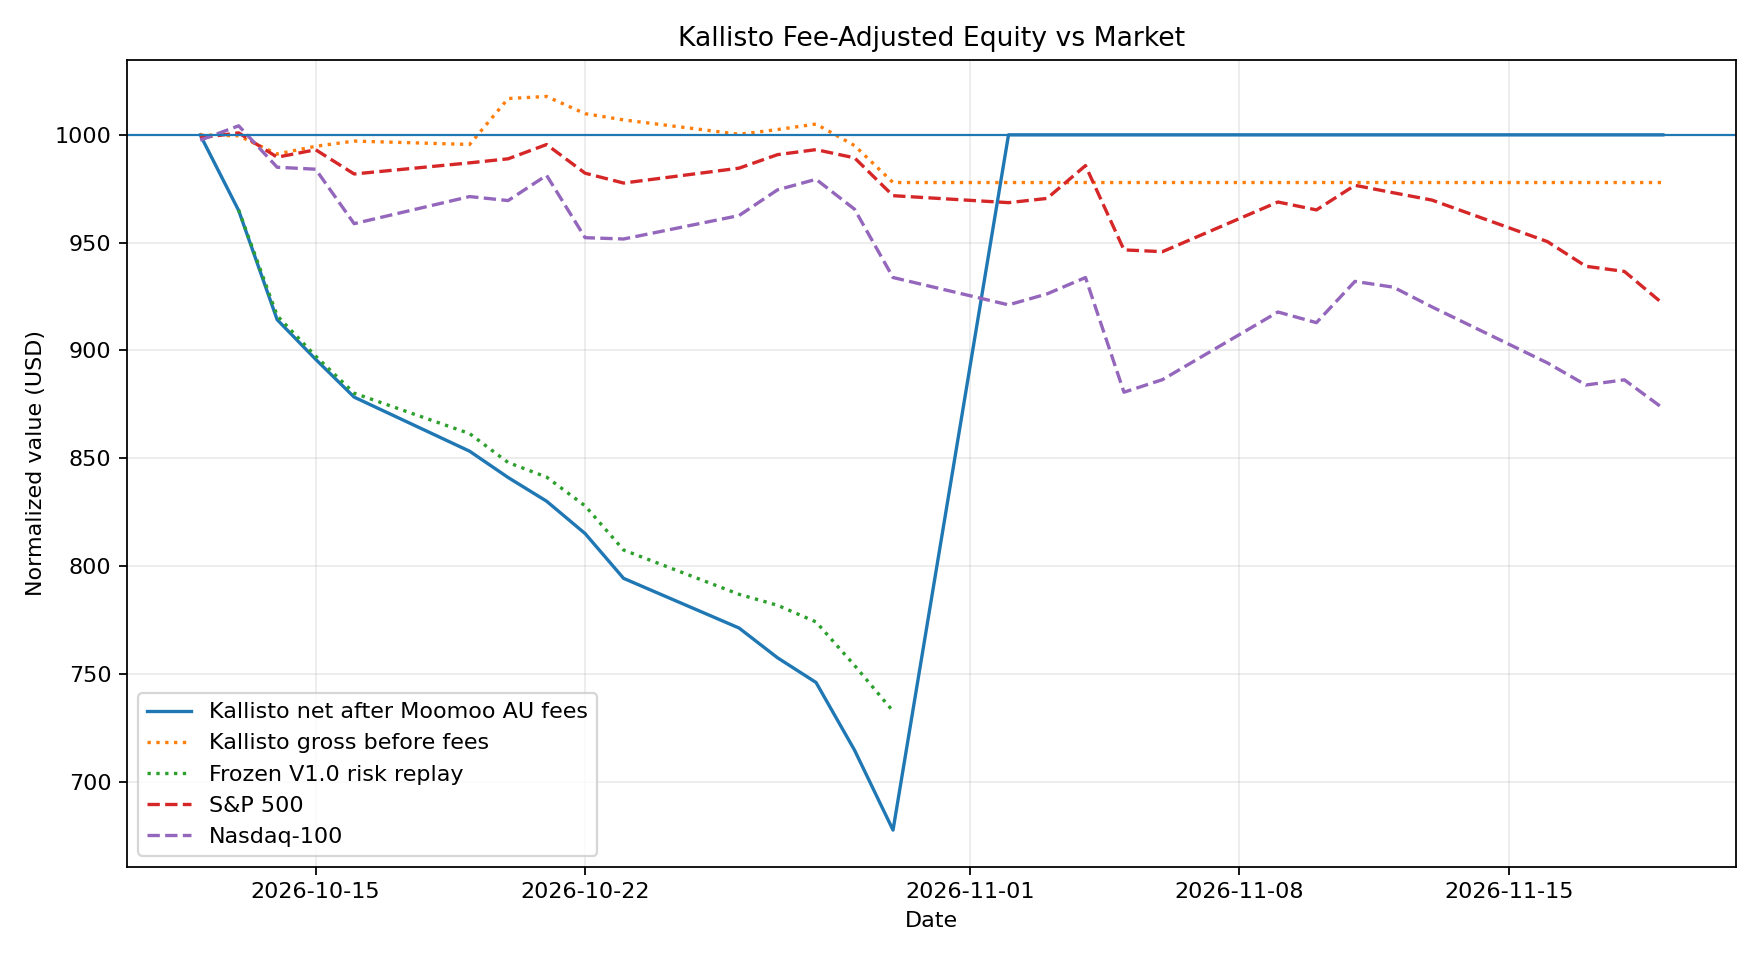 Kallisto Fee-Adjusted Equity vs Market
Normalized value (USD)
1000
950
900
850
800
750
700
Kallisto net after Moomoo AU fees
Kallisto gross before fees
Frozen V1.0 risk replay
S&P 500
Nasdaq-100
2026-10-15
2026-10-22
2026-11-01
2026-11-08
2026-11-15
Date